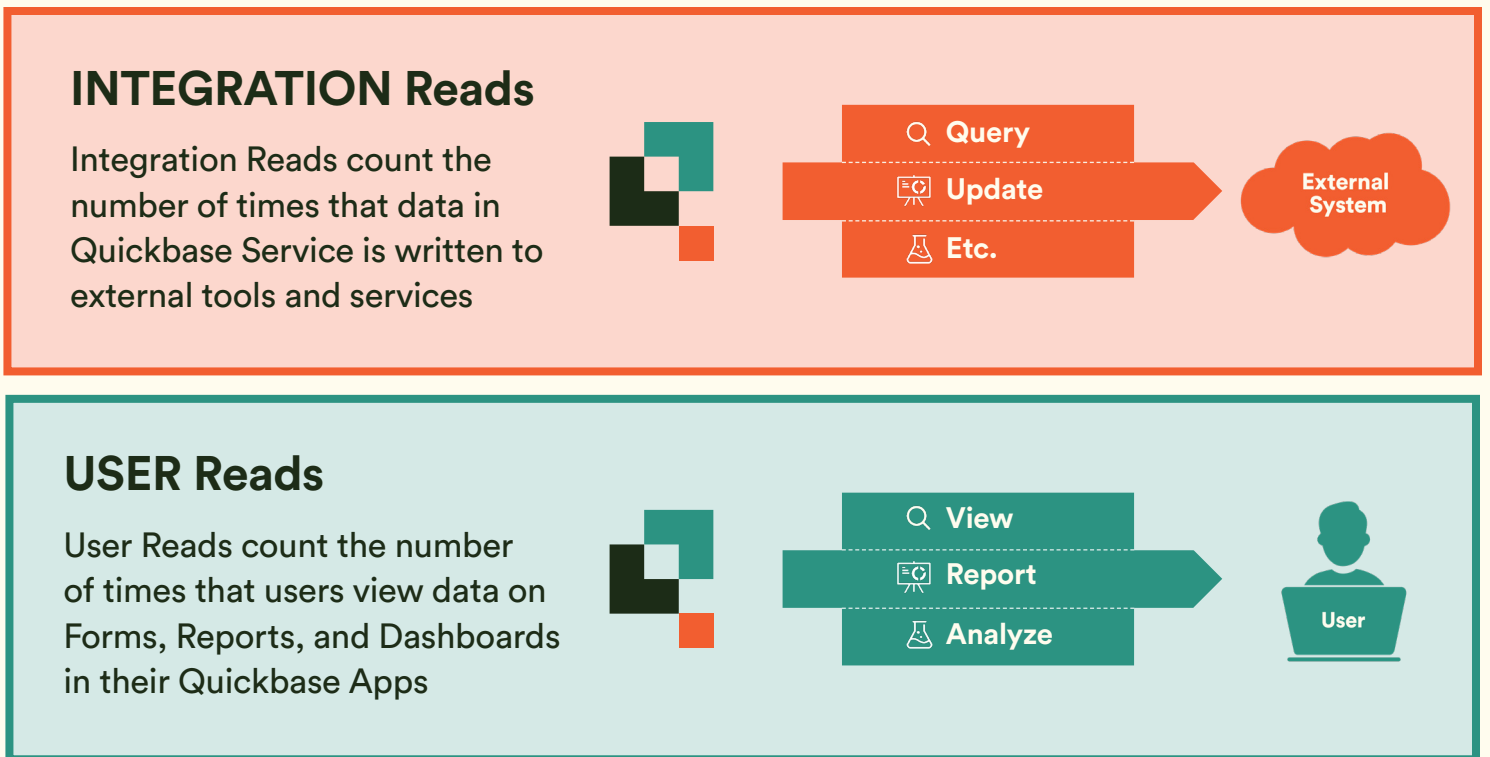 INTEGRATION Reads
Integration Reads count the
number of times that data in
Quickbase Service is written to
external tools and services
Query
Update
Etc.
External
System
USER Reads
User Reads count the number
of times that users view data on
Forms, Reports, and Dashboards
in their Quickbase Apps
View
Report
Analyze
User